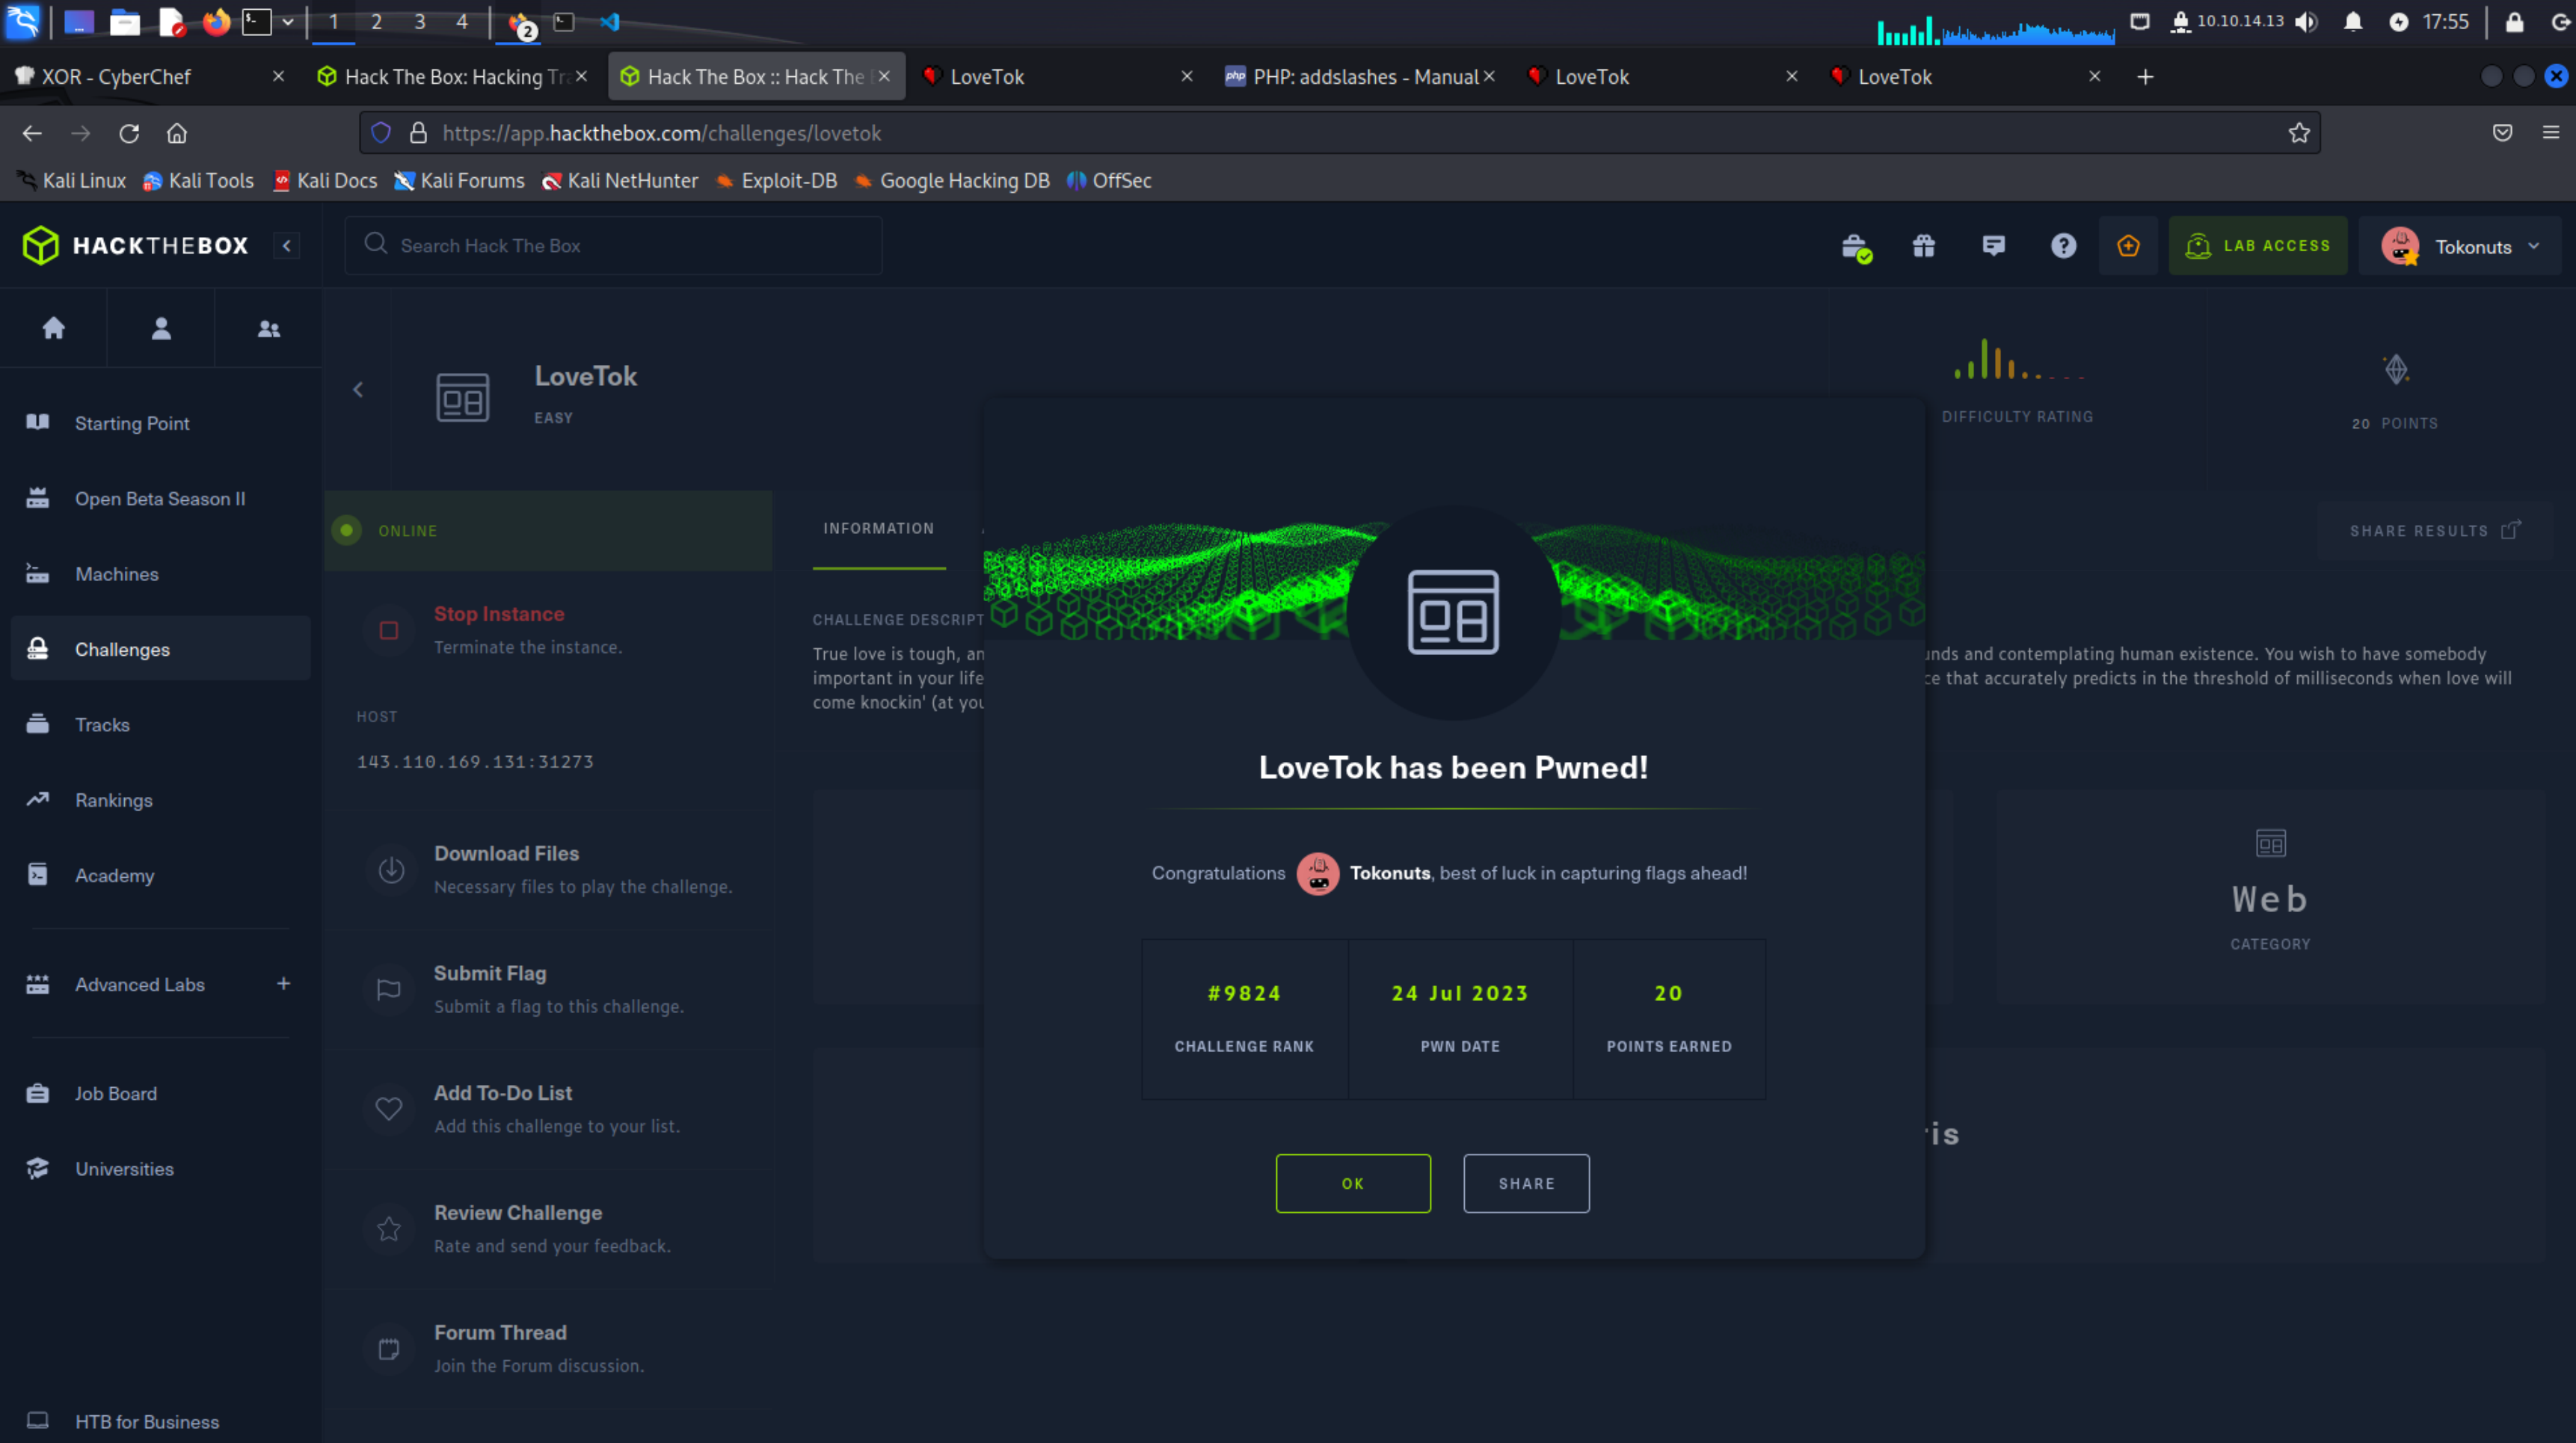 1 2 3 4 2 10.10.14.13 17:55
XOR - CyberChef Hack The Box: Hacking Tra Hack The Box :: Hack The LoveTok PHP: addslashes - Manual LoveTok LoveTok
https://app.hackthebox.com/challenges/lovetok
Kali Linux Kali Tools Kali Docs Kali Forums Kali NetHunter Exploit-DB Google Hacking DB OffSec
HACKTHEBOX Search Hack The Box LAB ACCESS Tokonuts
Starting Point
Open Beta Season II
Machines
Challenges
Tracks
Rankings
Academy
Advanced Labs +
Job Board
Universities
HTB for Business
LoveTok
EASY
DIFFICULTY RATING
20 POINTS
ONLINE
Stop Instance
Terminate the instance.
HOST
143.110.169.131:31273
Download Files
Necessary files to play the challenge.
Submit Flag
Submit a flag to this challenge.
Add To-Do List
Add this challenge to your list.
Review Challenge
Rate and send your feedback.
Forum Thread
Join the Forum discussion.
INFORMATION
SHARE RESULTS
CHALLENGE DESCRIPT
True love is tough, an unds and contemplating human existence. You wish to have somebody
important in your life ce that accurately predicts in the threshold of milliseconds when love will
come knockin' (at you
LoveTok has been Pwned!
Congratulations Tokonuts, best of luck in capturing flags ahead!
#9824 24 Jul 2023 20
CHALLENGE RANK PWN DATE POINTS EARNED
OK SHARE
Web
CATEGORY
ris